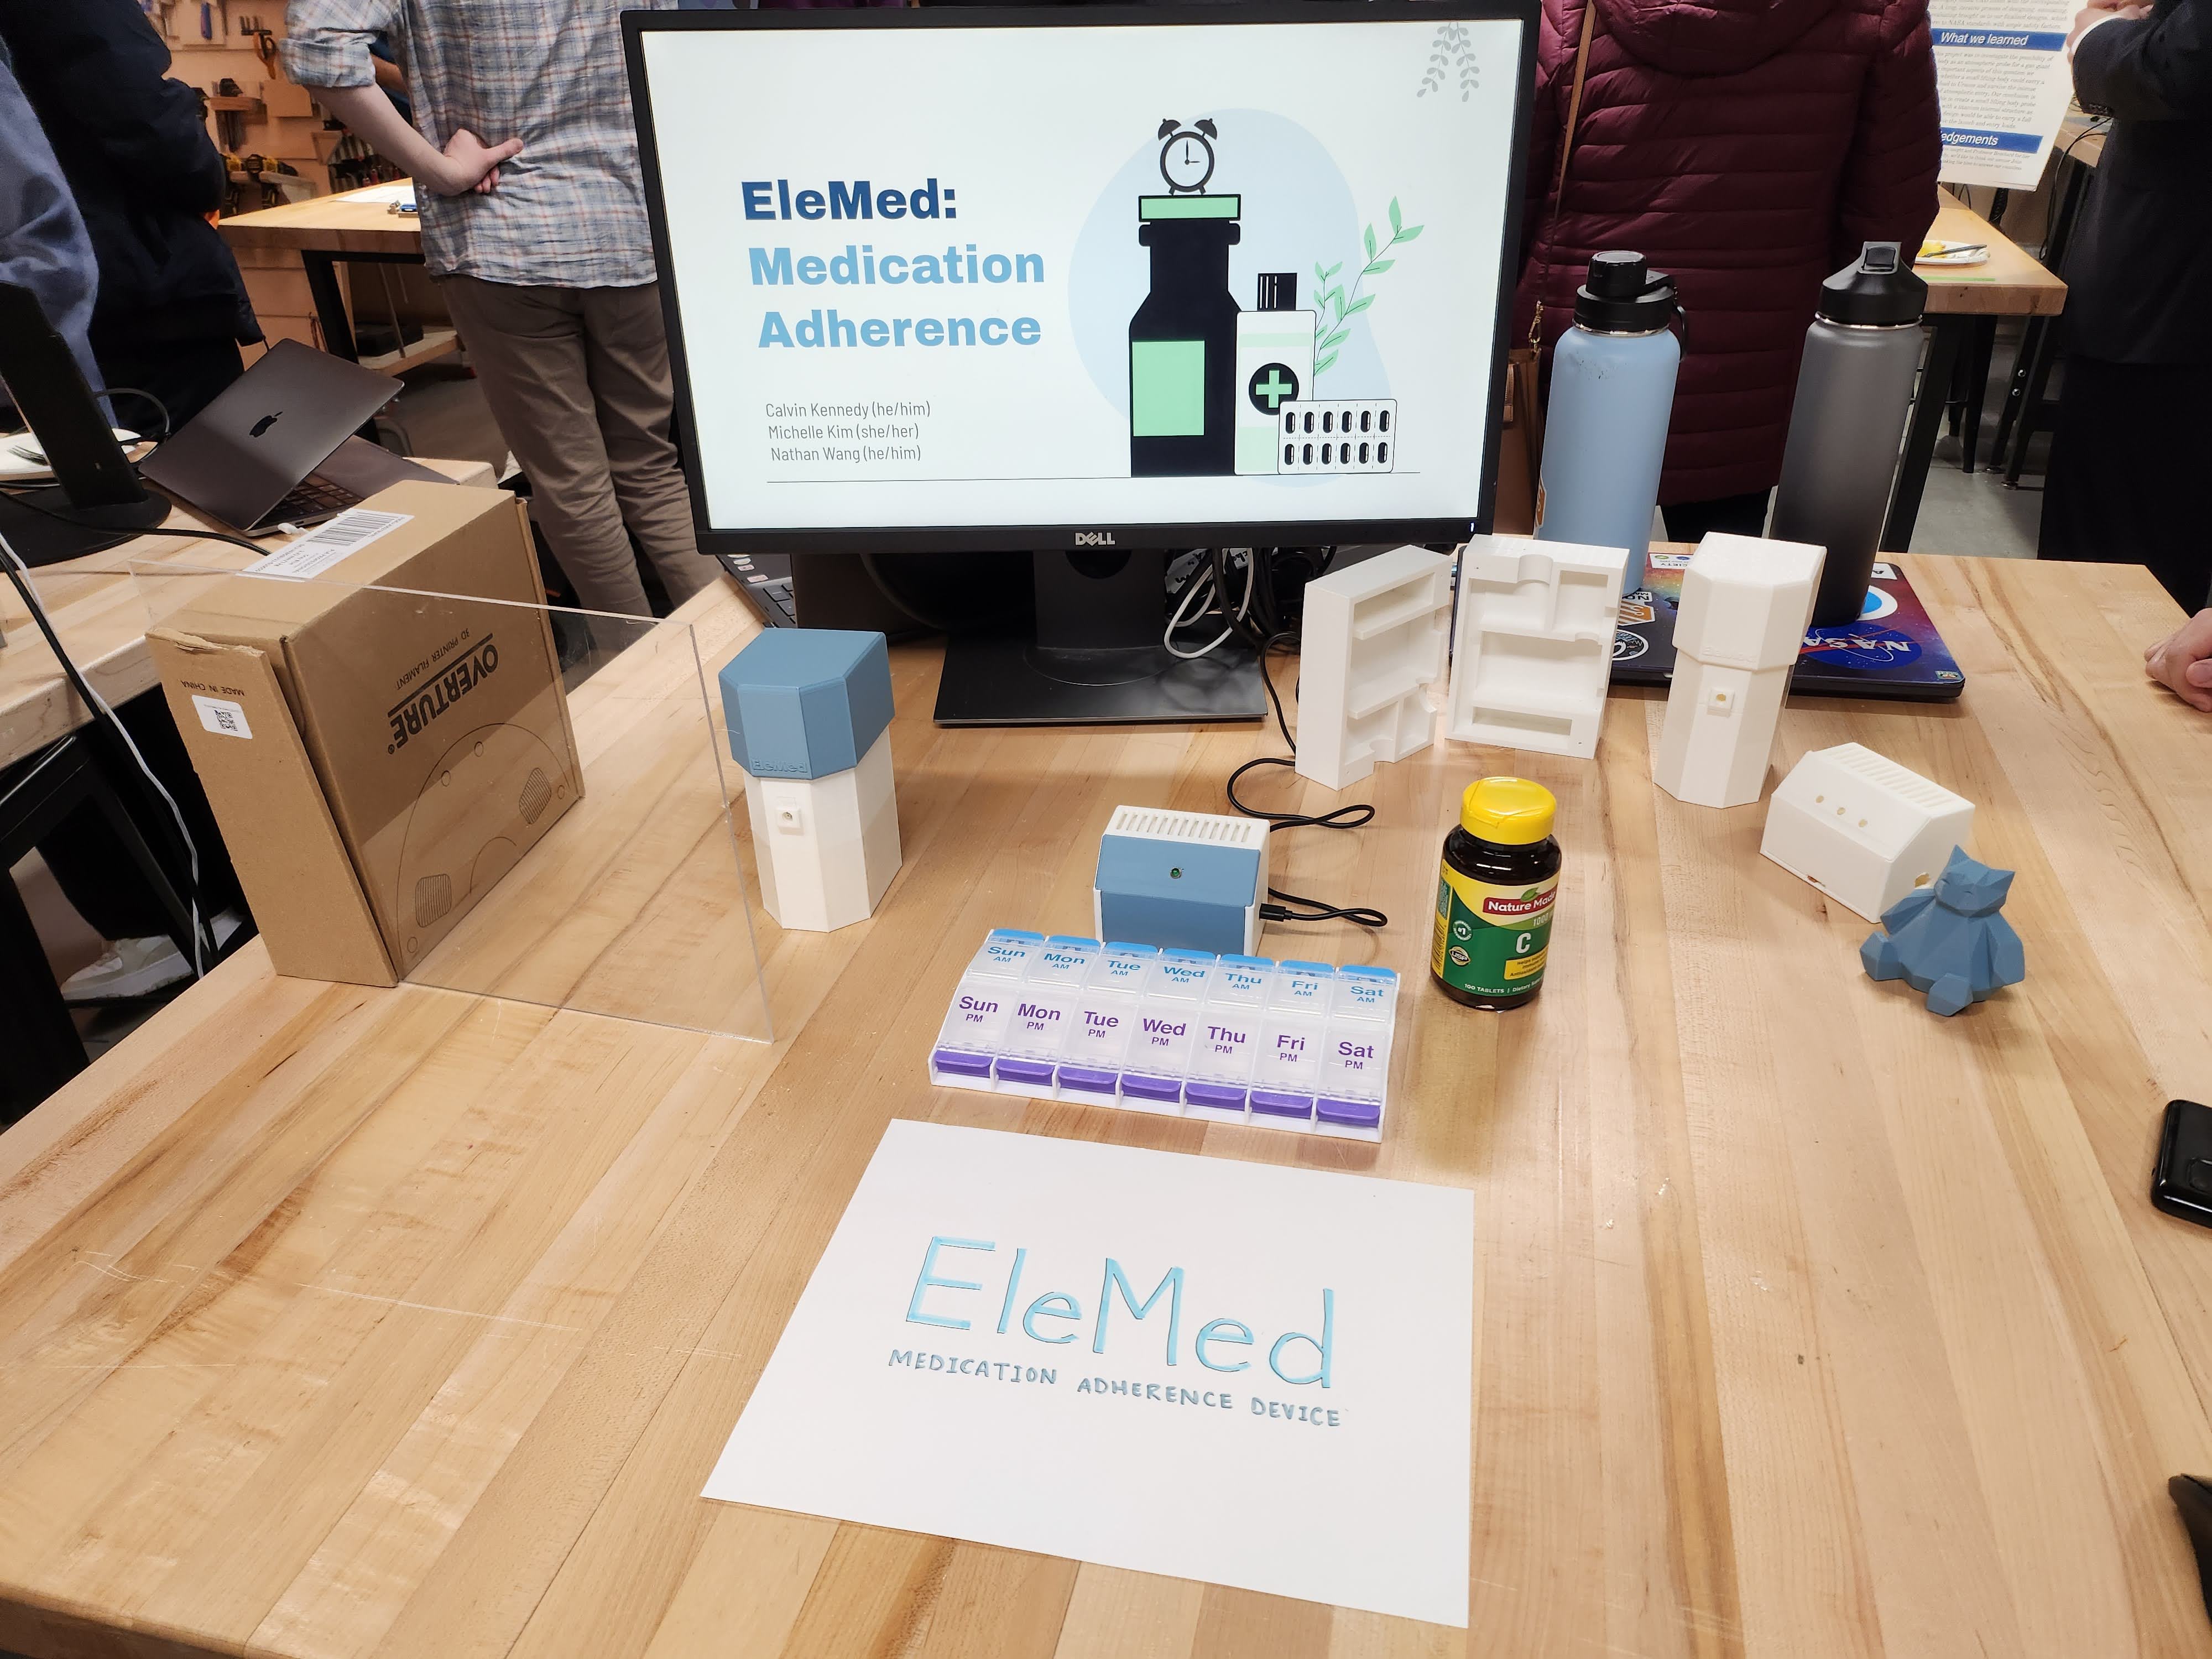 EleMed:
Medication
Adherence
Calvin Kennedy (he/him)
Michelle Kim (she/her)
Nathan Wang (he/him)
DELL
What we learned
OVERTURE®
3D PRINTER FILAMENT
MADE IN CHINA
EleMed
NASA
Nature Made
C
100 TABLETS
Sun AM Mon AM Tue AM Wed AM Thu AM Fri AM Sat AM
Sun PM Mon PM Tue PM Wed PM Thu PM Fri PM Sat PM
EleMed
MEDICATION ADHERENCE DEVICE